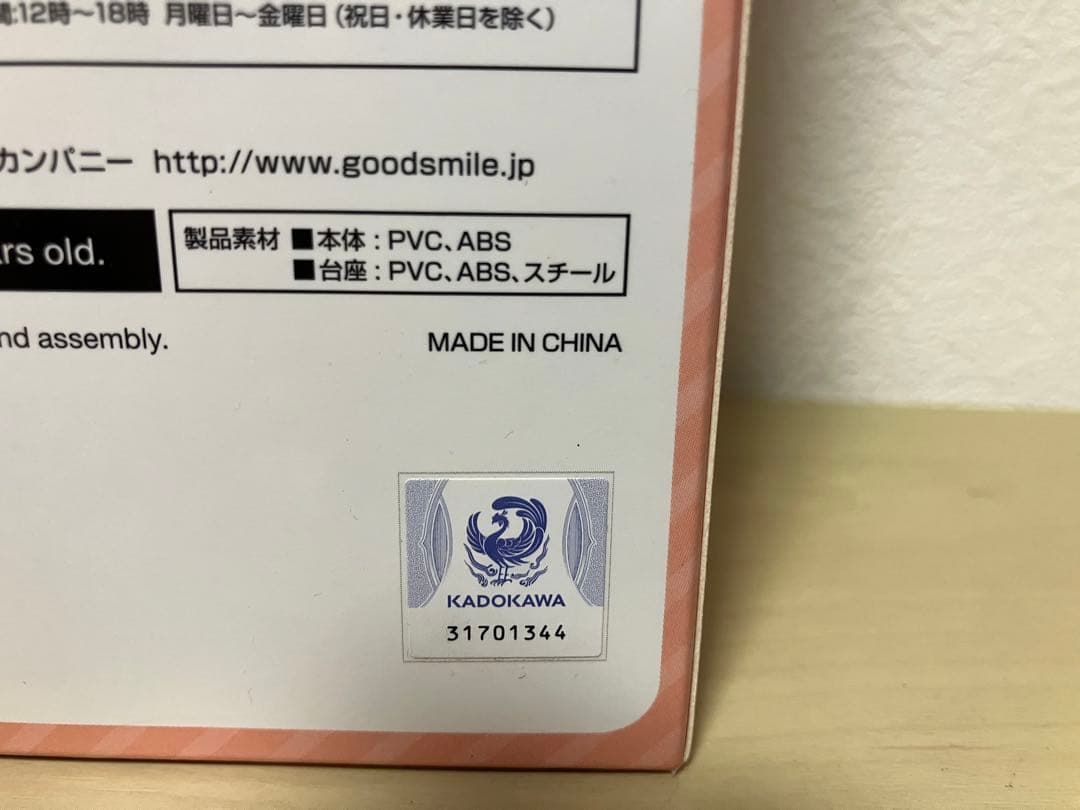 間:12時〜18時 月曜日〜金曜日（祝日・休業日を除く）
カンパニー http://www.goodsmile.jp
rs old.
製品素材 ■本体：PVC、ABS
■台座：PVC、ABS、スチール
nd assembly.
MADE IN CHINA
KADOKAWA
31701344